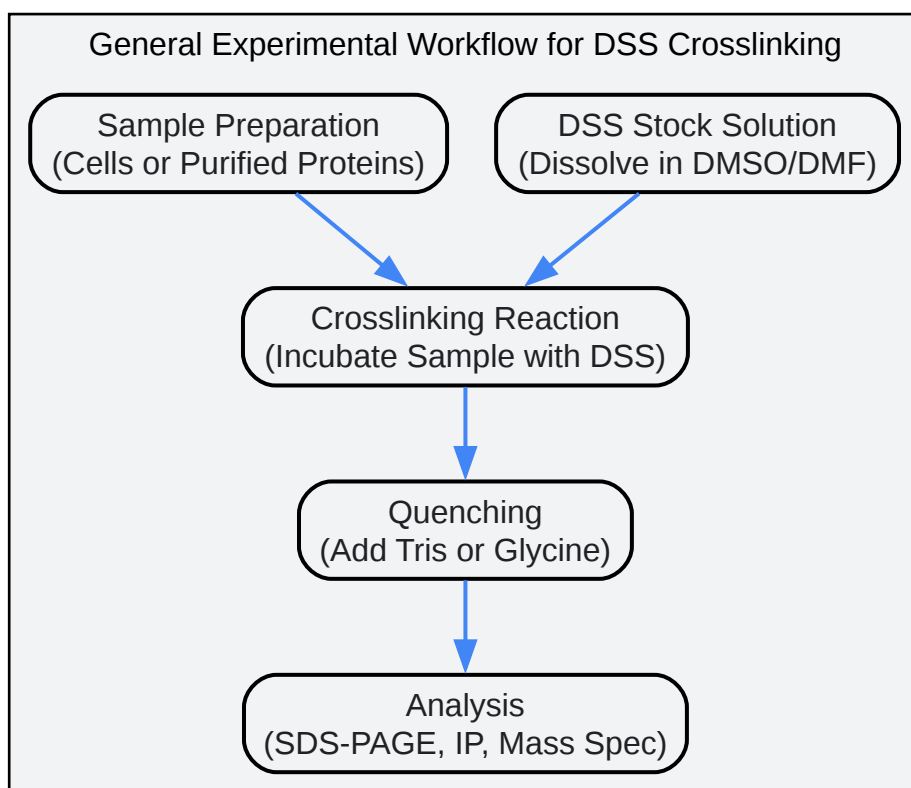 General Experimental Workflow for DSS Crosslinking
Sample Preparation
(Cells or Purified Proteins)
DSS Stock Solution
(Dissolve in DMSO/DMF)
Crosslinking Reaction
(Incubate Sample with DSS)
Quenching
(Add Tris or Glycine)
Analysis
(SDS-PAGE, IP, Mass Spec)